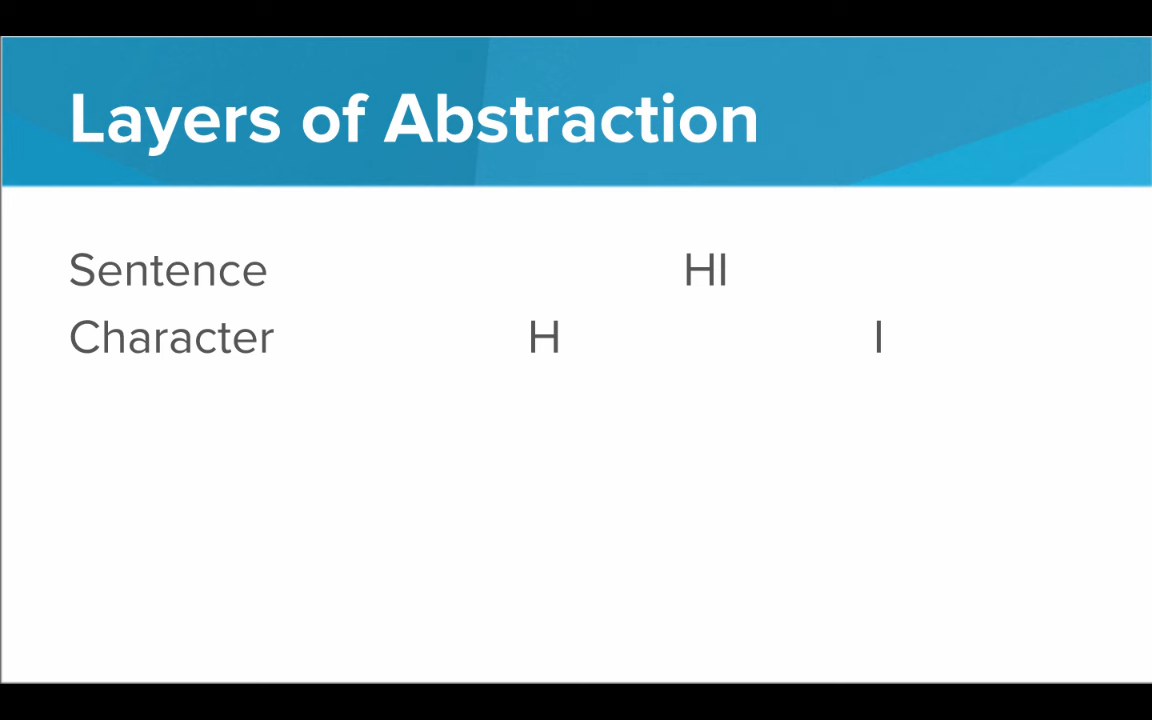 Layers of Abstraction
Sentence HI
Character H I